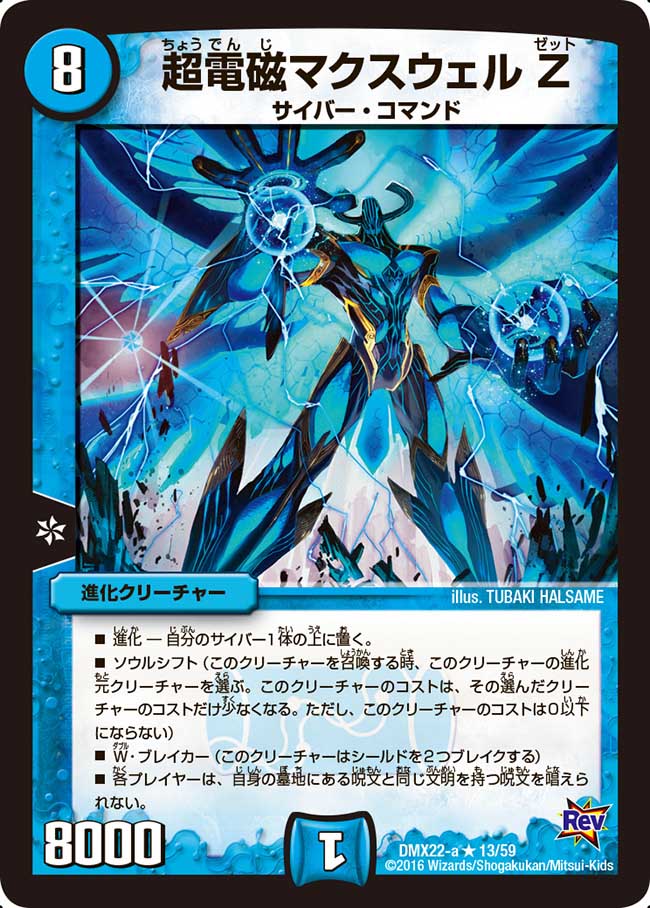 8
ちょうでんじ ゼット
超電磁マクスウェル Z
サイバー・コマンド
進化クリーチャー
illus. TUBAKI HALSAME
■ 進化 ― 自分のサイバー1体の上に置く。
■ ソウルシフト (このクリーチャーを召喚する時、このクリーチャーの進化
元クリーチャーを選ぶ。このクリーチャーのコストは、その選んだクリー
チャーのコストだけ少なくなる。ただし、このクリーチャーのコストは0以下
にならない)
■ W・ブレイカー (このクリーチャーはシールドを2つブレイクする)
■ 各プレイヤーは、自身の墓地にある呪文と同じ文明を持つ呪文を唱えら
れない。
Rev
8000
1
DMX22-a★13/59
©2016 Wizards/Shogakukan/Mitsui-Kids